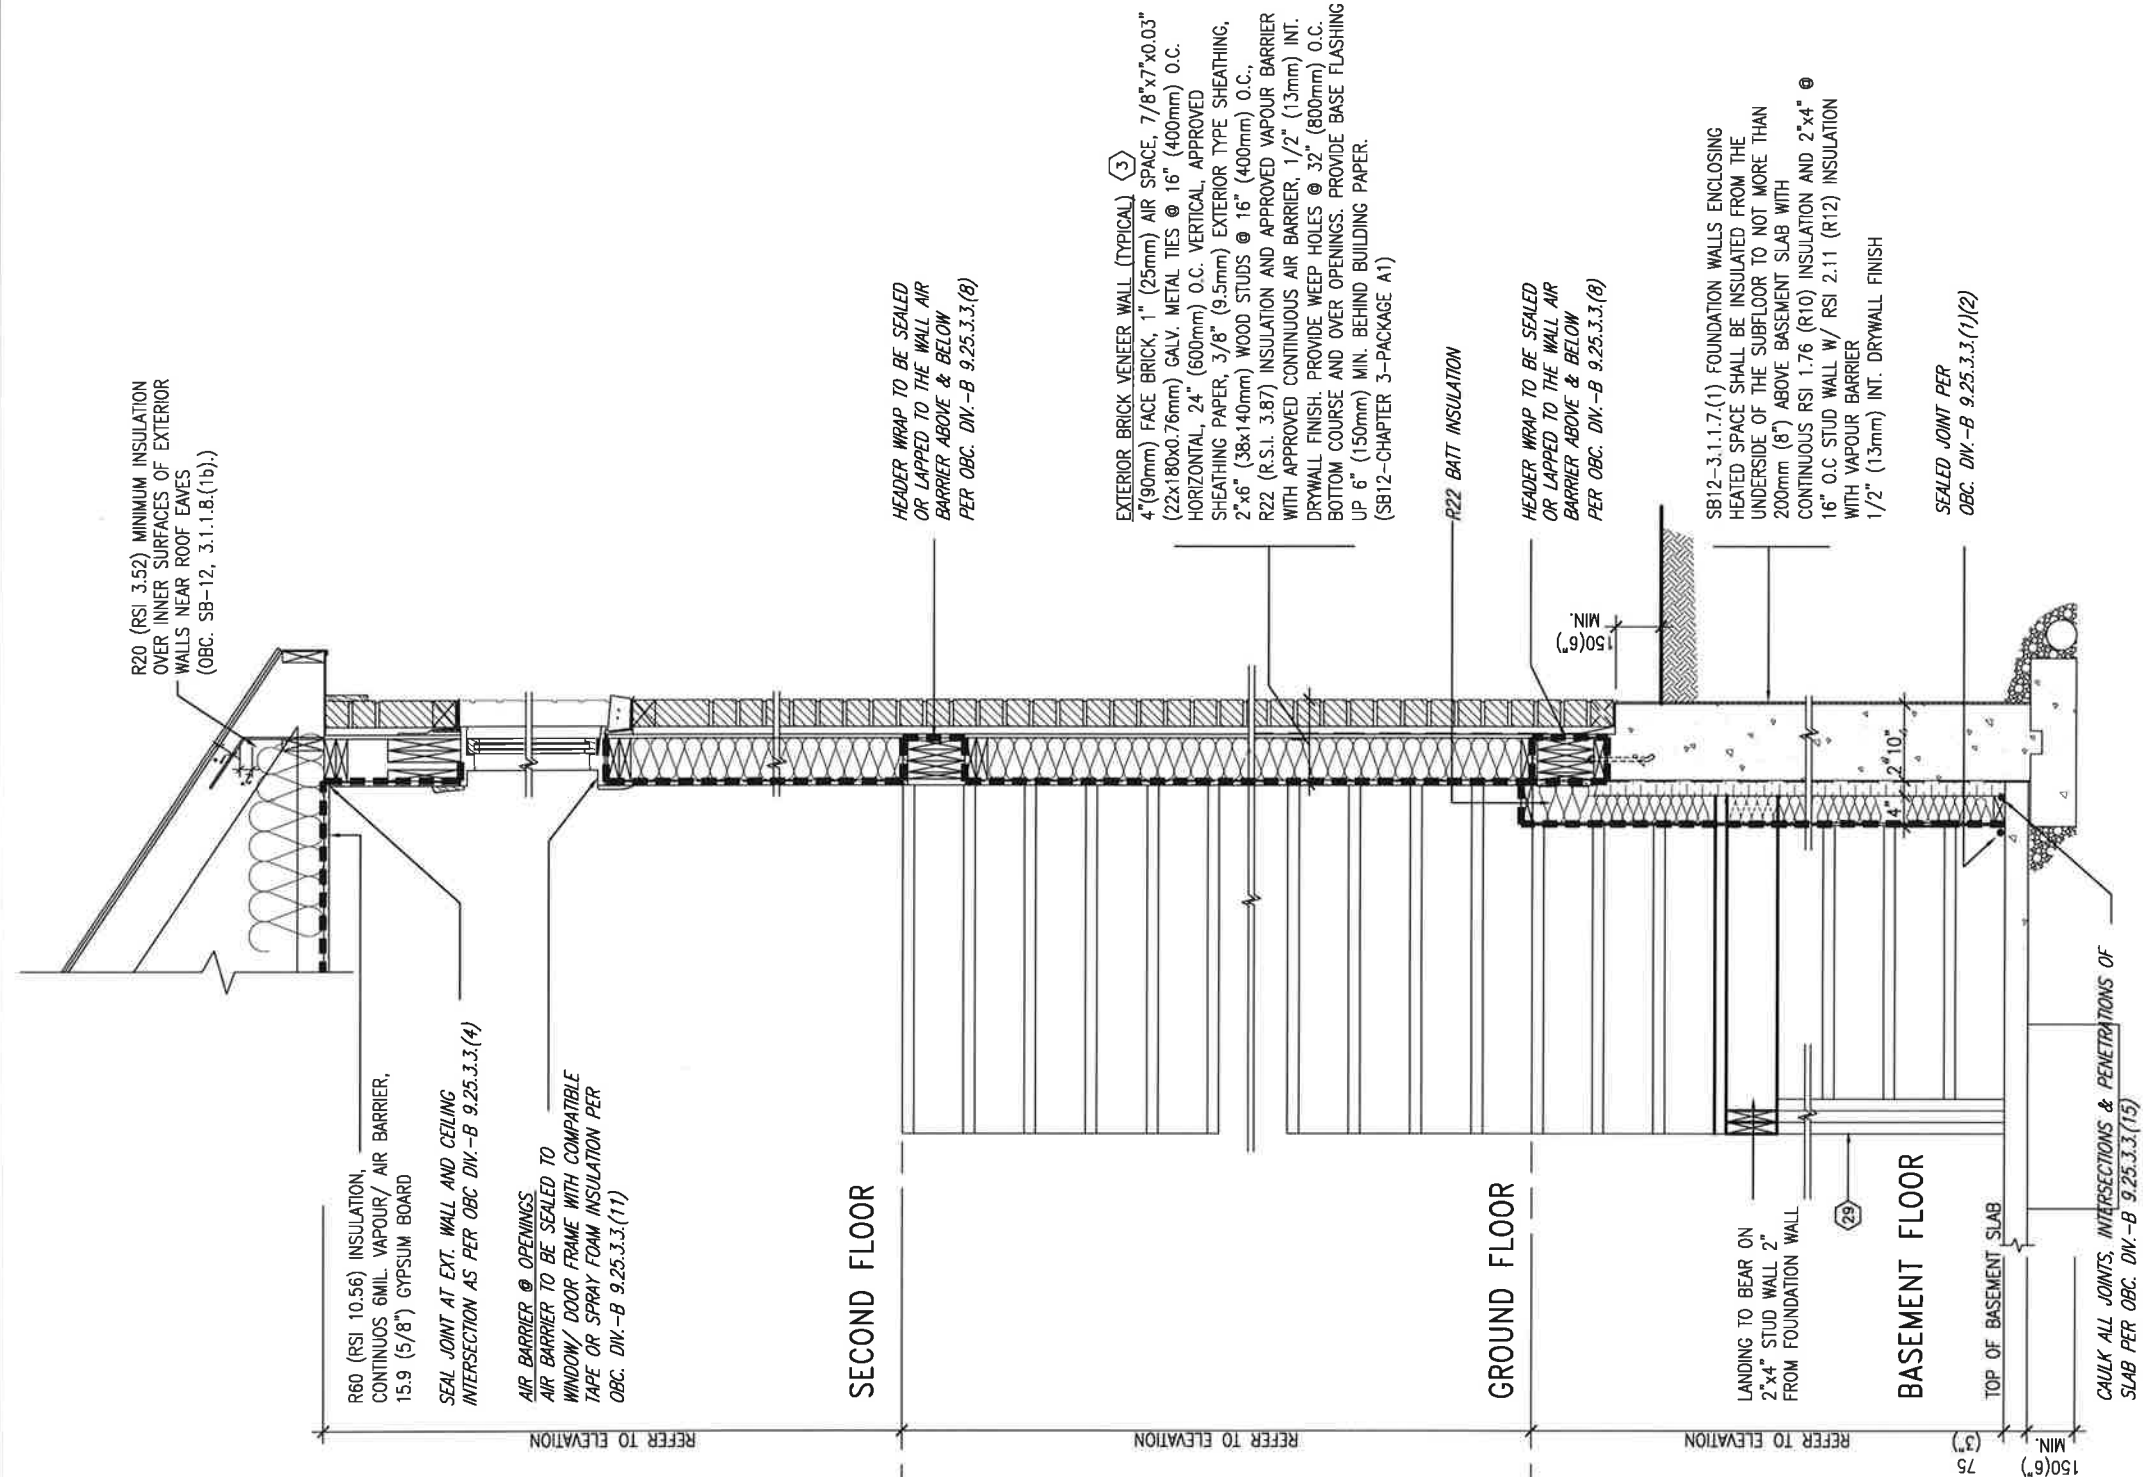 R20 (RSI 3.52) MINIMUM INSULATION
OVER INNER SURFACES OF EXTERIOR
WALLS NEAR ROOF EAVES
(OBC. SB-12, 3.1.1.8.(1b).)
HEADER WRAP TO BE SEALED
OR LAPPED TO THE WALL AIR
BARRIER ABOVE & BELOW
PER OBC. DIV.-B 9.25.3.3.(8)
EXTERIOR BRICK VENEER WALL (TYPICAL) 3
4"(90mm) FACE BRICK, 1" (25mm) AIR SPACE, 7/8"x7"x0.03"
(22x180x0.76mm) GALV. METAL TIES @ 16" (400mm) O.C.
HORIZONTAL, 24" (600mm) O.C. VERTICAL, APPROVED
SHEATHING PAPER, 3/8" (9.5mm) EXTERIOR TYPE SHEATHING,
2"x6" (38x140mm) WOOD STUDS @ 16" (400mm) O.C.,
R22 (R.S.I. 3.87) INSULATION AND APPROVED VAPOUR BARRIER
WITH APPROVED CONTINUOUS AIR BARRIER, 1/2" (13mm) INT.
DRYWALL FINISH. PROVIDE WEEP HOLES @ 32" (800mm) O.C.
BOTTOM COURSE AND OVER OPENINGS. PROVIDE BASE FLASHING
UP 6" (150mm) MIN. BEHIND BUILDING PAPER.
(SB12-CHAPTER 3-PACKAGE A1)
R22 BATT INSULATION
HEADER WRAP TO BE SEALED
OR LAPPED TO THE WALL AIR
BARRIER ABOVE & BELOW
PER OBC. DIV.-B 9.25.3.3.(8)
150(6")
MIN.
SB12-3.1.1.7.(1) FOUNDATION WALLS ENCLOSING
HEATED SPACE SHALL BE INSULATED FROM THE
UNDERSIDE OF THE SUBFLOOR TO NOT MORE THAN
200mm (8") ABOVE BASEMENT SLAB WITH
CONTINUOUS RSI 1.76 (R10) INSULATION AND 2"x4" @
16" O.C STUD WALL W/ RSI 2.11 (R12) INSULATION
WITH VAPOUR BARRIER
1/2" (13mm) INT. DRYWALL FINISH
SEALED JOINT PER
OBC. DIV.-B 9.25.3.3.(1)(2)
4" 2" 10"
R60 (RSI 10.56) INSULATION,
CONTINUOS 6MIL. VAPOUR/ AIR BARRIER,
15.9 (5/8") GYPSUM BOARD
SEAL JOINT AT EXT. WALL AND CEILING
INTERSECTION AS PER OBC DIV.-B 9.25.3.3.(4)
AIR BARRIER @ OPENINGS
AIR BARRIER TO BE SEALED TO
WINDOW/ DOOR FRAME WITH COMPATIBLE
TAPE OR SPRAY FOAM INSULATION PER
OBC. DIV.-B 9.25.3.3.(11)
SECOND FLOOR
GROUND FLOOR
LANDING TO BEAR ON
2"x4" STUD WALL 2"
FROM FOUNDATION WALL
29
BASEMENT FLOOR
TOP OF BASEMENT SLAB
CAULK ALL JOINTS, INTERSECTIONS & PENETRATIONS OF
SLAB PER OBC. DIV.-B 9.25.3.3.(15)
REFER TO ELEVATION
REFER TO ELEVATION
REFER TO ELEVATION
75
(3")
150(6")
MIN.